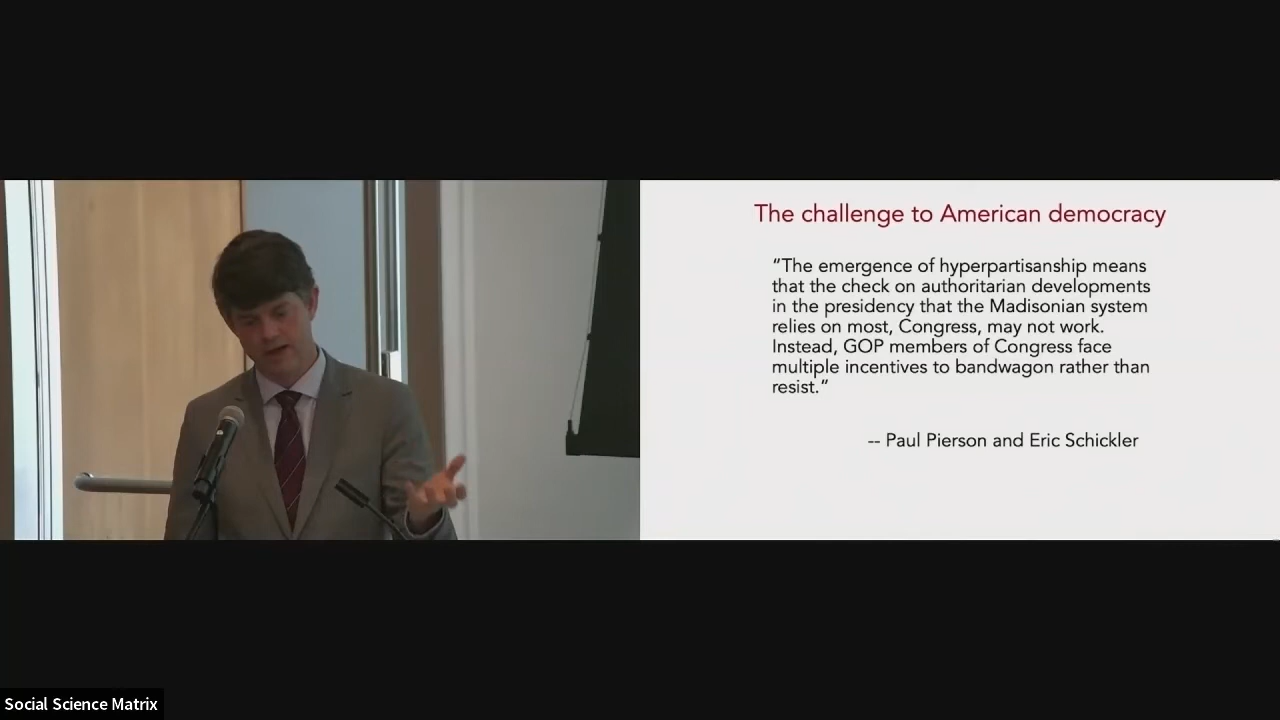 The challenge to American democracy
“The emergence of hyperpartisanship means
that the check on authoritarian developments
in the presidency that the Madisonian system
relies on most, Congress, may not work.
Instead, GOP members of Congress face
multiple incentives to bandwagon rather than
resist.”
-- Paul Pierson and Eric Schickler
Social Science Matrix